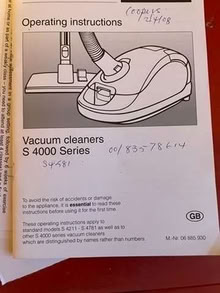 Operating instructions
Coopers
2/4/08
Vacuum cleaners
S 4000 Series
S4781
To avoid the risk of accidents or damage
to the appliance, it is essential to read these
instructions before using it for the first time.
These operating instructions apply to
standard models S 4211 - S 4781 as well as to
other S 4000 series vacuum cleaners
which are distinguished by names rather than numbers
GB
M.-Nr. 06 885 930